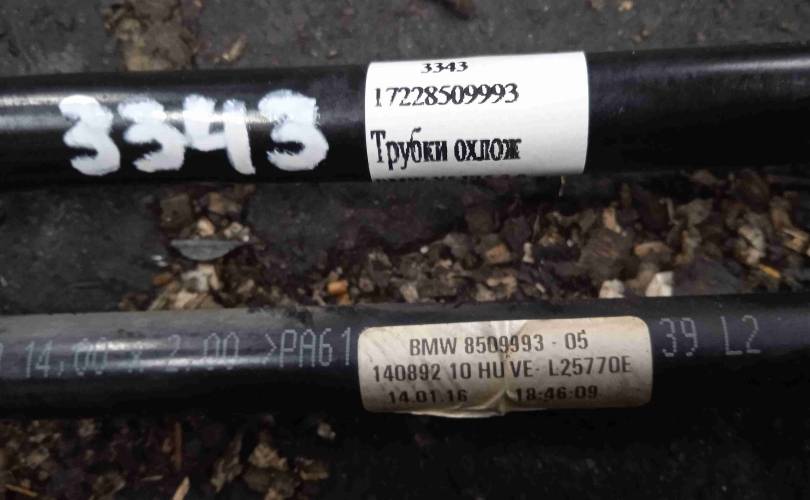 3343
3343
17228509993
Трубки охлож
14,00 x 2,00 >PA61
BMW 8509993 - 05
140892 10 HU VE- L25770E
14.01.16 18:46:09
39 L2